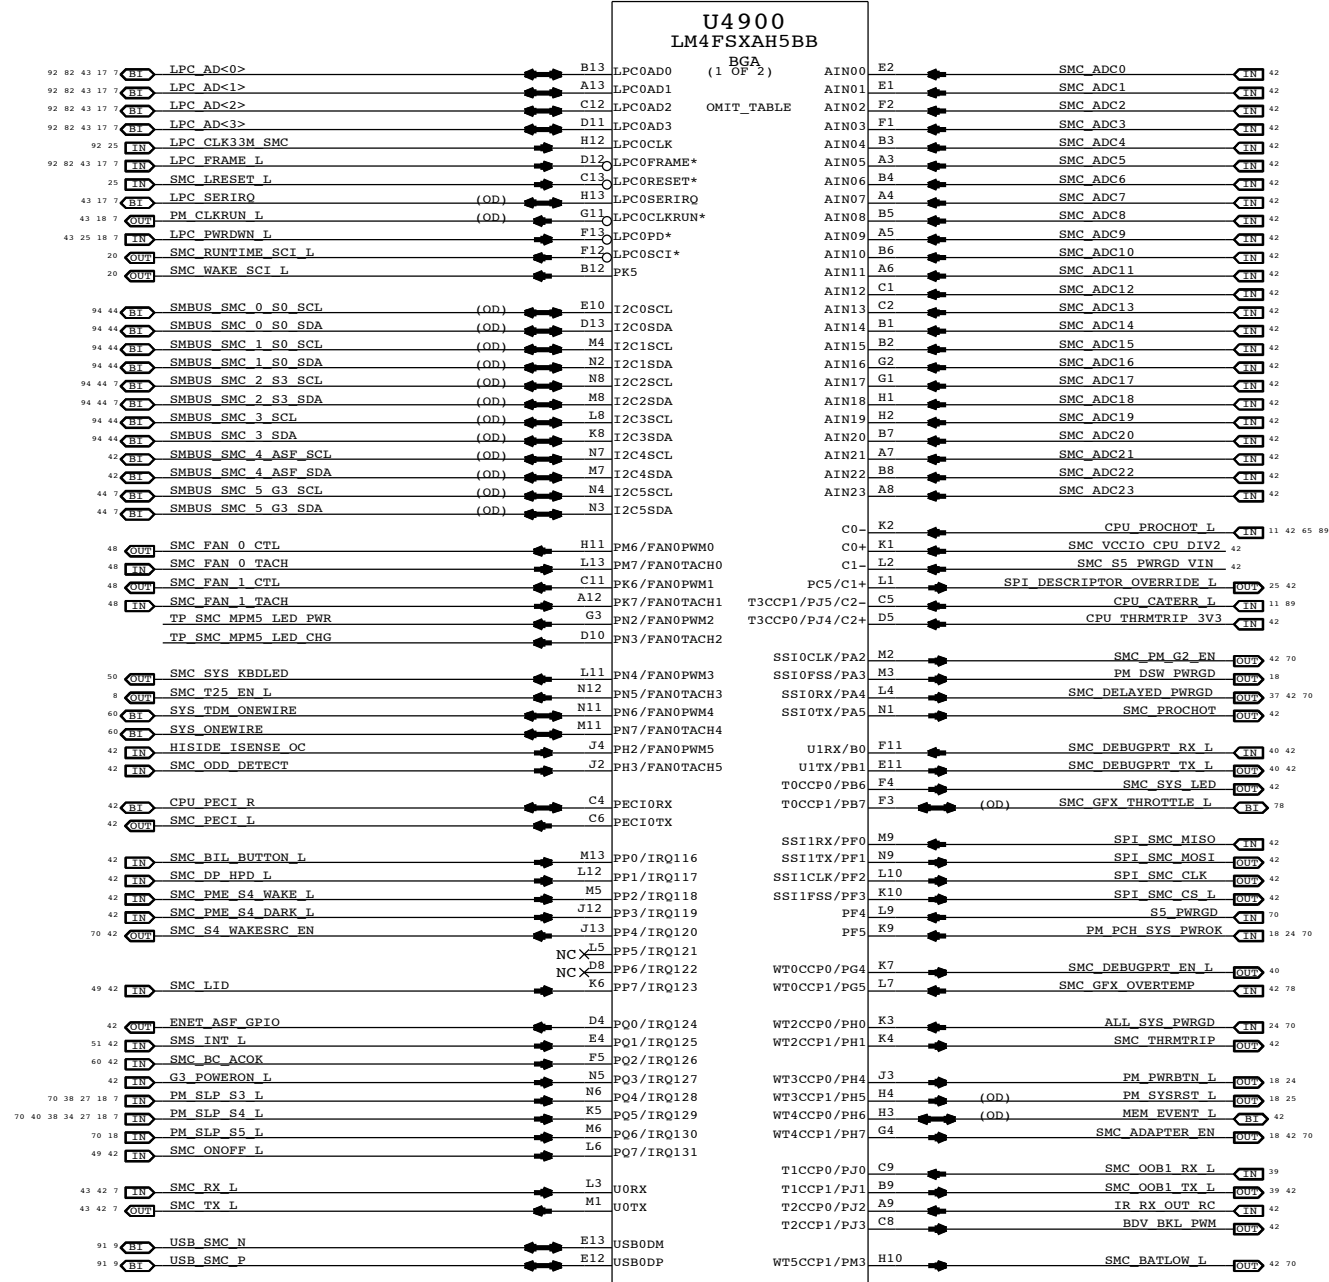 U4900
LM4FSXAH5BB
BGA
(1 OF 2)
OMIT_TABLE
92 82 43 17 7 BI LPC_AD<0> B13 LPC0AD0
92 82 43 17 7 BI LPC_AD<1> A13 LPC0AD1
92 82 43 17 7 BI LPC_AD<2> C12 LPC0AD2
92 82 43 17 7 BI LPC_AD<3> D11 LPC0AD3
92 25 IN LPC_CLK33M_SMC H12 LPC0CLK
92 82 43 17 7 IN LPC_FRAME_L D12 LPC0FRAME*
25 IN SMC_LRESET_L C13 LPC0RESET*
43 17 7 BI LPC_SERIRQ (OD) H13 LPC0SERIRQ
43 18 7 OUT PM_CLKRUN_L (OD) G11 LPC0CLKRUN*
43 25 18 7 IN LPC_PWRDWN_L F13 LPC0PD*
20 OUT SMC_RUNTIME_SCI_L F12 LPC0SCI*
20 OUT SMC_WAKE_SCI_L B12 PK5
94 44 BI SMBUS_SMC_0_S0_SCL (OD) E10 I2C0SCL
94 44 BI SMBUS_SMC_0_S0_SDA (OD) D13 I2C0SDA
94 44 BI SMBUS_SMC_1_S0_SCL (OD) M4 I2C1SCL
94 44 BI SMBUS_SMC_1_S0_SDA (OD) N2 I2C1SDA
94 44 7 BI SMBUS_SMC_2_S3_SCL (OD) N8 I2C2SCL
94 44 7 BI SMBUS_SMC_2_S3_SDA (OD) M8 I2C2SDA
94 44 BI SMBUS_SMC_3_SCL (OD) L8 I2C3SCL
94 44 BI SMBUS_SMC_3_SDA (OD) K8 I2C3SDA
42 BI SMBUS_SMC_4_ASF_SCL (OD) N7 I2C4SCL
42 BI SMBUS_SMC_4_ASF_SDA (OD) M7 I2C4SDA
44 7 BI SMBUS_SMC_5_G3_SCL (OD) N4 I2C5SCL
44 7 BI SMBUS_SMC_5_G3_SDA (OD) N3 I2C5SDA
48 OUT SMC_FAN_0_CTL H11 PM6/FAN0PWM0
48 IN SMC_FAN_0_TACH L13 PM7/FAN0TACH0
48 OUT SMC_FAN_1_CTL C11 PK6/FAN0PWM1
48 IN SMC_FAN_1_TACH A12 PK7/FAN0TACH1
TP_SMC_MPM5_LED_PWR G3 PN2/FAN0PWM2
TP_SMC_MPM5_LED_CHG D10 PN3/FAN0TACH2
50 OUT SMC_SYS_KBDLED L11 PN4/FAN0PWM3
8 OUT SMC_T25_EN_L N12 PN5/FAN0TACH3
60 BI SYS_TDM_ONEWIRE N11 PN6/FAN0PWM4
60 BI SYS_ONEWIRE M11 PN7/FAN0TACH4
42 IN HISIDE_ISENSE_OC J4 PH2/FAN0PWM5
42 IN SMC_ODD_DETECT J2 PH3/FAN0TACH5
42 BI CPU_PECI_R C4 PECI0RX
42 OUT SMC_PECI_L C6 PECI0TX
42 IN SMC_BIL_BUTTON_L M13 PP0/IRQ116
42 IN SMC_DP_HPD_L L12 PP1/IRQ117
42 IN SMC_PME_S4_WAKE_L M5 PP2/IRQ118
42 IN SMC_PME_S4_DARK_L J12 PP3/IRQ119
70 42 OUT SMC_S4_WAKESRC_EN J13 PP4/IRQ120
NC L5 PP5/IRQ121
NC D8 PP6/IRQ122
49 42 IN SMC_LID K6 PP7/IRQ123
42 OUT ENET_ASF_GPIO D4 PQ0/IRQ124
51 42 IN SMS_INT_L E4 PQ1/IRQ125
60 42 IN SMC_BC_ACOK F5 PQ2/IRQ126
42 IN G3_POWERON_L N5 PQ3/IRQ127
70 38 27 18 7 IN PM_SLP_S3_L N6 PQ4/IRQ128
70 40 38 34 27 18 7 IN PM_SLP_S4_L K5 PQ5/IRQ129
70 18 IN PM_SLP_S5_L M6 PQ6/IRQ130
49 42 IN SMC_ONOFF_L L6 PQ7/IRQ131
43 42 7 IN SMC_RX_L L3 U0RX
43 42 7 OUT SMC_TX_L M1 U0TX
91 9 BI USB_SMC_N E13 USB0DM
91 9 BI USB_SMC_P E12 USB0DP
AIN00 E2 SMC_ADC0 IN 42
AIN01 E1 SMC_ADC1 IN 42
AIN02 F2 SMC_ADC2 IN 42
AIN03 F1 SMC_ADC3 IN 42
AIN04 B3 SMC_ADC4 IN 42
AIN05 A3 SMC_ADC5 IN 42
AIN06 B4 SMC_ADC6 IN 42
AIN07 A4 SMC_ADC7 IN 42
AIN08 B5 SMC_ADC8 IN 42
AIN09 A5 SMC_ADC9 IN 42
AIN10 B6 SMC_ADC10 IN 42
AIN11 A6 SMC_ADC11 IN 42
AIN12 C1 SMC_ADC12 IN 42
AIN13 C2 SMC_ADC13 IN 42
AIN14 B1 SMC_ADC14 IN 42
AIN15 B2 SMC_ADC15 IN 42
AIN16 G2 SMC_ADC16 IN 42
AIN17 G1 SMC_ADC17 IN 42
AIN18 H1 SMC_ADC18 IN 42
AIN19 H2 SMC_ADC19 IN 42
AIN20 B7 SMC_ADC20 IN 42
AIN21 A7 SMC_ADC21 IN 42
AIN22 B8 SMC_ADC22 IN 42
AIN23 A8 SMC_ADC23 IN 42
C0- K2 CPU_PROCHOT_L IN 11 42 65 89
C0+ K1 SMC_VCCIO_CPU_DIV2 42
C1- L2 SMC_S5_PWRGD_VIN 42
PC5/C1+ L1 SPI_DESCRIPTOR_OVERRIDE_L OUT 25 42
T3CCP1/PJ5/C2- C5 CPU_CATERR_L IN 11 89
T3CCP0/PJ4/C2+ D5 CPU_THRMTRIP_3V3 IN 42
SSI0CLK/PA2 M2 SMC_PM_G2_EN OUT 42 70
SSI0FSS/PA3 M3 PM_DSW_PWRGD OUT 18
SSI0RX/PA4 L4 SMC_DELAYED_PWRGD OUT 37 42 70
SSI0TX/PA5 N1 SMC_PROCHOT OUT 42
U1RX/B0 F11 SMC_DEBUGPRT_RX_L IN 40 42
U1TX/PB1 E11 SMC_DEBUGPRT_TX_L OUT 40 42
T0CCP0/PB6 F4 SMC_SYS_LED OUT 42
T0CCP1/PB7 F3 (OD) SMC_GFX_THROTTLE_L BI 78
SSI1RX/PF0 M9 SPI_SMC_MISO IN 42
SSI1TX/PF1 N9 SPI_SMC_MOSI OUT 42
SSI1CLK/PF2 L10 SPI_SMC_CLK OUT 42
SSI1FSS/PF3 K10 SPI_SMC_CS_L OUT 42
PF4 L9 S5_PWRGD IN 70
PF5 K9 PM_PCH_SYS_PWROK IN 18 24 70
WT0CCP0/PG4 K7 SMC_DEBUGPRT_EN_L OUT 40
WT0CCP1/PG5 L7 SMC_GFX_OVERTEMP IN 42 78
WT2CCP0/PH0 K3 ALL_SYS_PWRGD IN 24 70
WT2CCP1/PH1 K4 SMC_THRMTRIP OUT 42
WT3CCP0/PH4 J3 PM_PWRBTN_L OUT 18 24
WT3CCP1/PH5 H4 (OD) PM_SYSRST_L OUT 18 25
WT4CCP0/PH6 H3 (OD) MEM_EVENT_L BI 42
WT4CCP1/PH7 G4 SMC_ADAPTER_EN OUT 18 42 70
T1CCP0/PJ0 C9 SMC_OOB1_RX_L IN 39
T1CCP1/PJ1 B9 SMC_OOB1_TX_L OUT 39 42
T2CCP0/PJ2 A9 IR_RX_OUT_RC IN 42
T2CCP1/PJ3 C8 BDV_BKL_PWM OUT 42
WT5CCP1/PM3 H10 SMC_BATLOW_L OUT 42 70